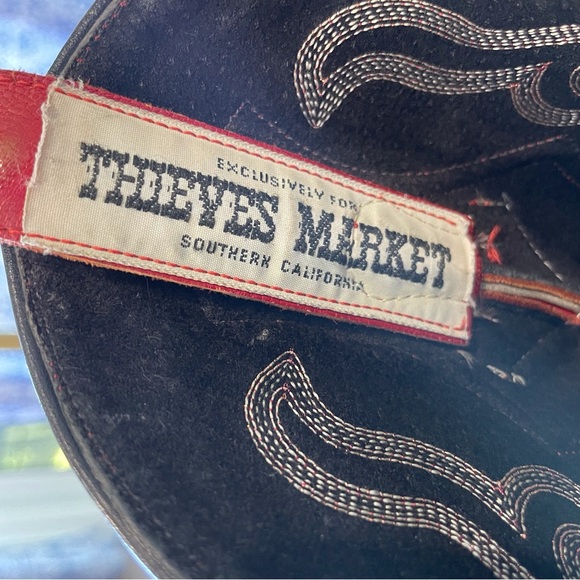 EXCLUSIVELY FOR
THIEVES MARKET
SOUTHERN CALIFORNIA